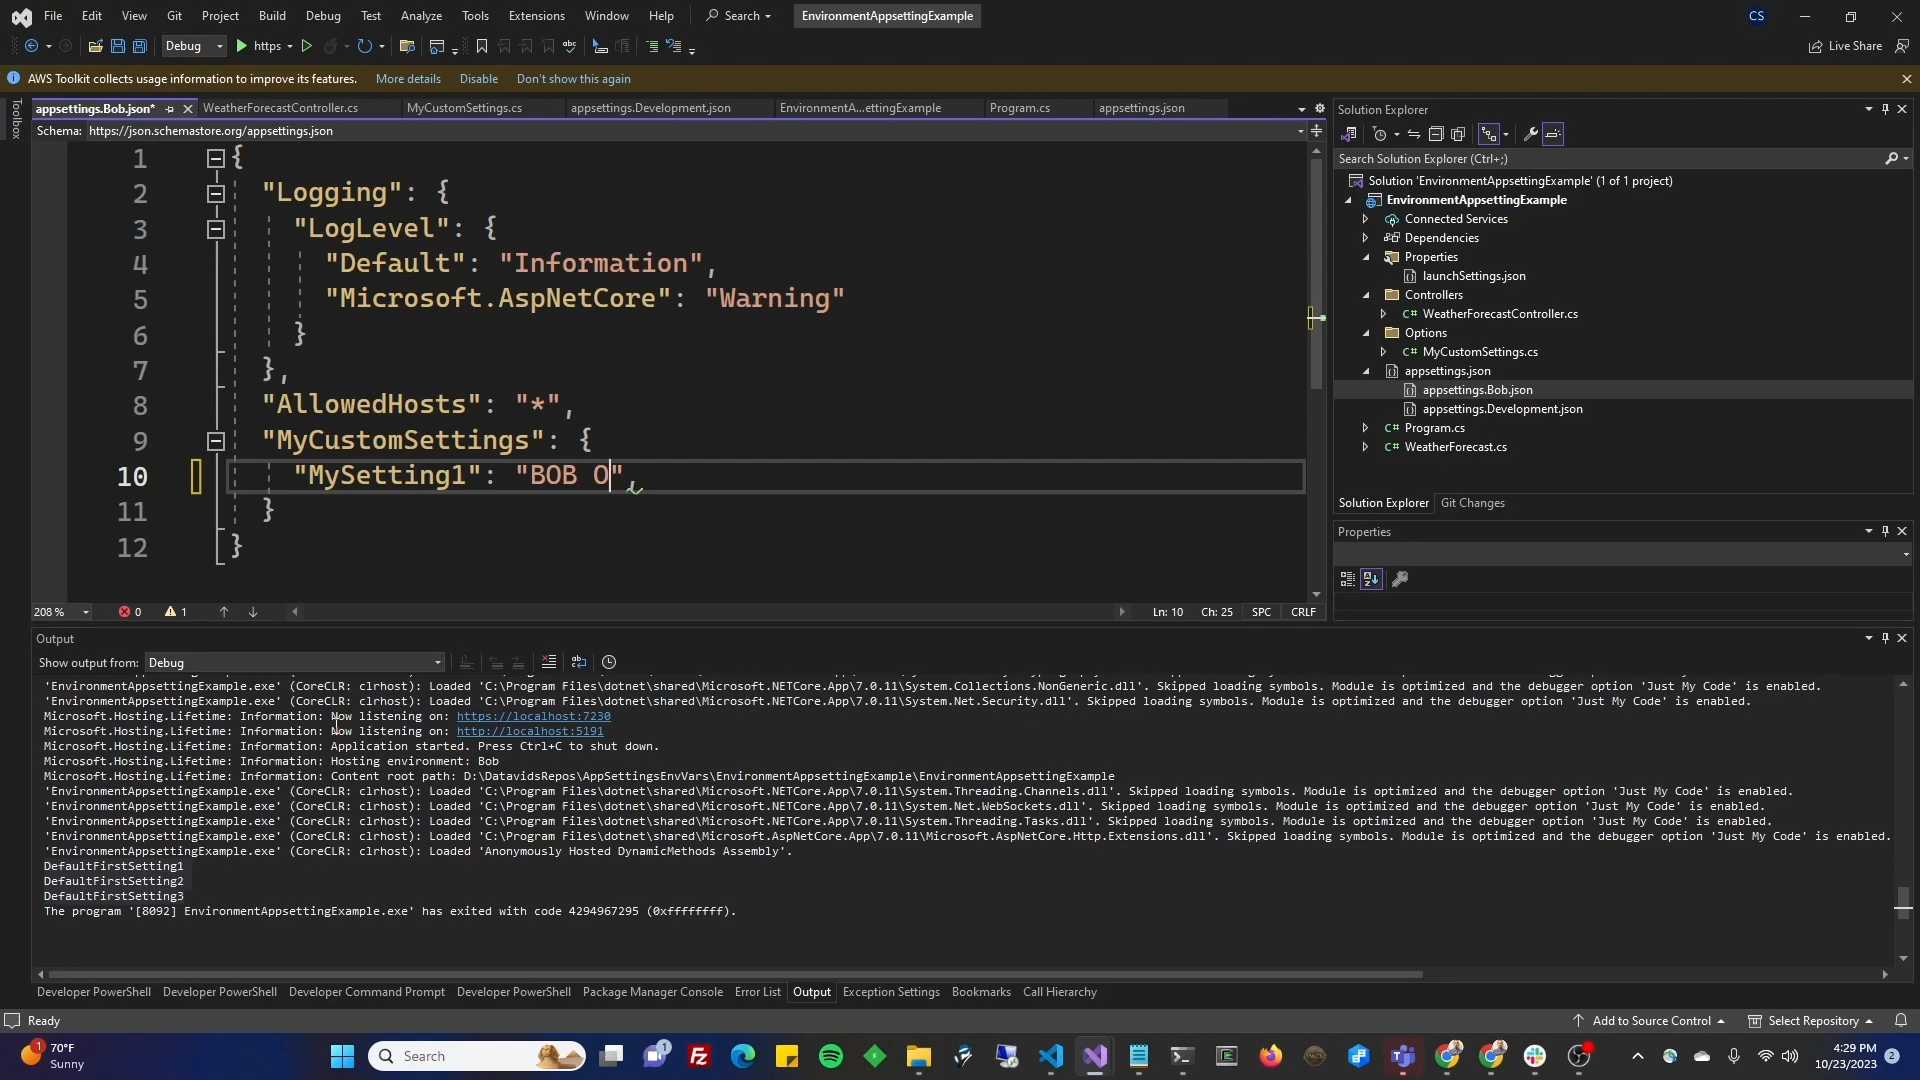 File Edit View Git Project Build Debug Test Analyze Tools Extensions Window Help Search EnvironmentAppsettingExample CS
Debug https Live Share
AWS Toolkit collects usage information to improve its features. More details Disable Don't show this again
Toolbox
appsettings.Bob.json* WeatherForecastController.cs MyCustomSettings.cs appsettings.Development.json EnvironmentA...ettingExample Program.cs appsettings.json
Schema: https://json.schemastore.org/appsettings.json
1 {
2 "Logging": {
3 "LogLevel": {
4 "Default": "Information",
5 "Microsoft.AspNetCore": "Warning"
6 }
7 },
8 "AllowedHosts": "*",
9 "MyCustomSettings": {
10 "MySetting1": "BOB O",
11 }
12 }
208 % 0 1 Ln: 10 Ch: 25 SPC CRLF
Solution Explorer
Search Solution Explorer (Ctrl+;)
Solution 'EnvironmentAppsettingExample' (1 of 1 project)
EnvironmentAppsettingExample
Connected Services
Dependencies
Properties
launchSettings.json
Controllers
C# WeatherForecastController.cs
Options
C# MyCustomSettings.cs
appsettings.json
appsettings.Bob.json
appsettings.Development.json
C# Program.cs
C# WeatherForecast.cs
Solution Explorer Git Changes
Properties
Output
Show output from: Debug
'EnvironmentAppsettingExample.exe' (CoreCLR: clrhost): Loaded 'C:\Program Files\dotnet\shared\Microsoft.NETCore.App\7.0.11\System.Collections.NonGeneric.dll'. Skipped loading symbols. Module is optimized and the debugger option 'Just My Code' is enabled.
'EnvironmentAppsettingExample.exe' (CoreCLR: clrhost): Loaded 'C:\Program Files\dotnet\shared\Microsoft.NETCore.App\7.0.11\System.Net.Security.dll'. Skipped loading symbols. Module is optimized and the debugger option 'Just My Code' is enabled.
Microsoft.Hosting.Lifetime: Information: Now listening on: https://localhost:7230
Microsoft.Hosting.Lifetime: Information: Now listening on: http://localhost:5191
Microsoft.Hosting.Lifetime: Information: Application started. Press Ctrl+C to shut down.
Microsoft.Hosting.Lifetime: Information: Hosting environment: Bob
Microsoft.Hosting.Lifetime: Information: Content root path: D:\DatavidsRepos\AppSettingsEnvVars\EnvironmentAppsettingExample\EnvironmentAppsettingExample
'EnvironmentAppsettingExample.exe' (CoreCLR: clrhost): Loaded 'C:\Program Files\dotnet\shared\Microsoft.NETCore.App\7.0.11\System.Threading.Channels.dll'. Skipped loading symbols. Module is optimized and the debugger option 'Just My Code' is enabled.
'EnvironmentAppsettingExample.exe' (CoreCLR: clrhost): Loaded 'C:\Program Files\dotnet\shared\Microsoft.NETCore.App\7.0.11\System.Net.WebSockets.dll'. Skipped loading symbols. Module is optimized and the debugger option 'Just My Code' is enabled.
'EnvironmentAppsettingExample.exe' (CoreCLR: clrhost): Loaded 'C:\Program Files\dotnet\shared\Microsoft.NETCore.App\7.0.11\System.Threading.Tasks.dll'. Skipped loading symbols. Module is optimized and the debugger option 'Just My Code' is enabled.
'EnvironmentAppsettingExample.exe' (CoreCLR: clrhost): Loaded 'C:\Program Files\dotnet\shared\Microsoft.AspNetCore.App\7.0.11\Microsoft.AspNetCore.Http.Extensions.dll'. Skipped loading symbols. Module is optimized and the debugger option 'Just My Code' is enabled.
'EnvironmentAppsettingExample.exe' (CoreCLR: clrhost): Loaded 'Anonymously Hosted DynamicMethods Assembly'.
DefaultFirstSetting1
DefaultFirstSetting2
DefaultFirstSetting3
The program '[8092] EnvironmentAppsettingExample.exe' has exited with code 4294967295 (0xffffffff).
Developer PowerShell Developer PowerShell Developer Command Prompt Developer PowerShell Package Manager Console Error List Output Exception Settings Bookmarks Call Hierarchy
Ready Add to Source Control Select Repository
1 70°F Search 1 4:29 PM
Sunny 10/23/2023 2